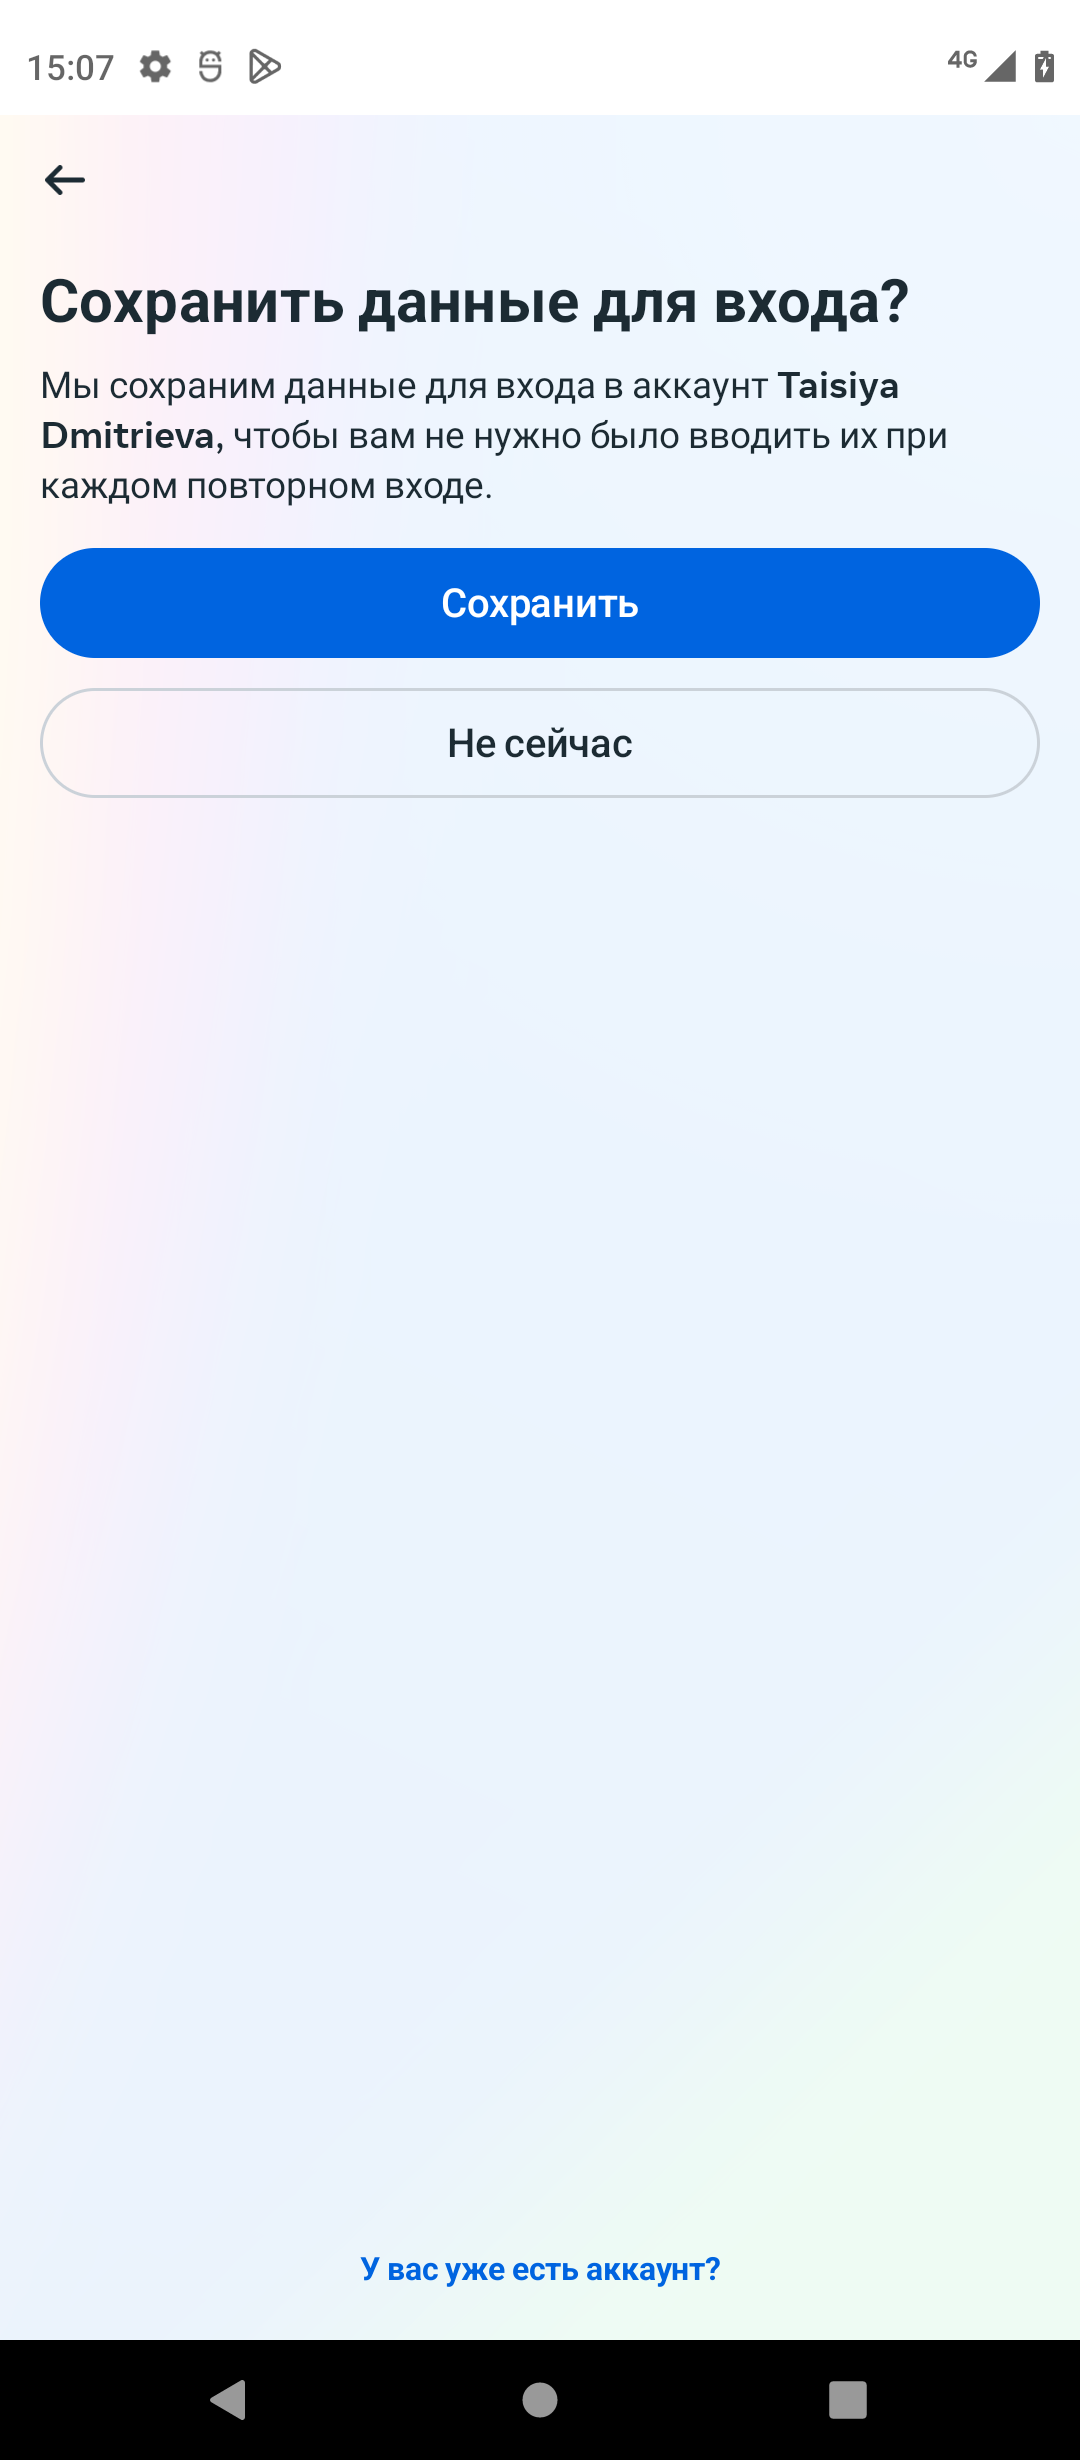 15:07
4G
Сохранить данные для входа?
Мы сохраним данные для входа в аккаунт Taisiya
Dmitrieva, чтобы вам не нужно было вводить их при
каждом повторном входе.
Сохранить
Не сейчас
У вас уже есть аккаунт?